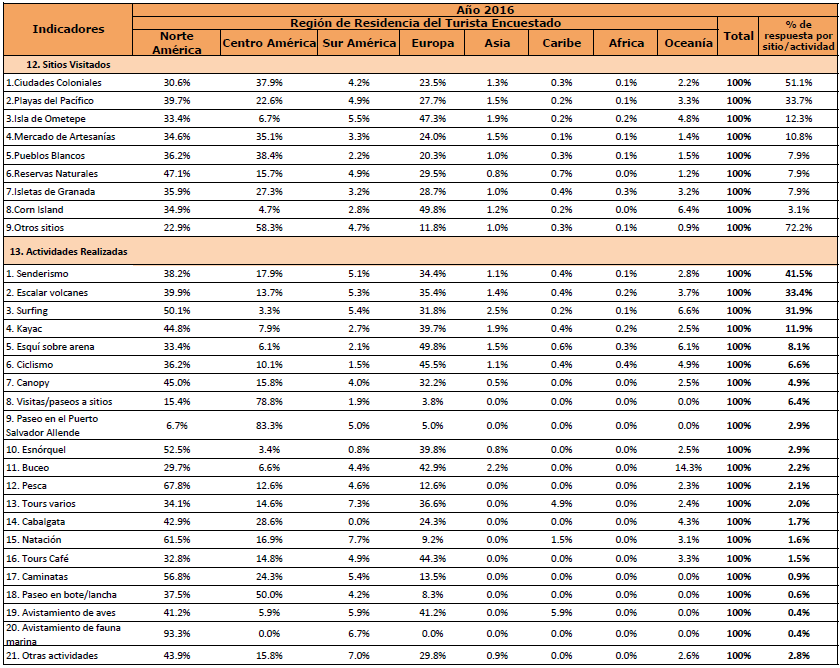 Indicadores
Año 2016
Región de Residencia del Turista Encuestado
Norte América Centro América Sur América Europa Asia Caribe Africa Oceanía Total % de respuesta por sitio/actividad
12. Sitios Visitados
1.Ciudades Coloniales 30.6% 37.9% 4.2% 23.5% 1.3% 0.3% 0.1% 2.2% 100% 51.1%
2.Playas del Pacífico 39.7% 22.6% 4.9% 27.7% 1.5% 0.2% 0.1% 3.3% 100% 33.7%
3.Isla de Ometepe 33.4% 6.7% 5.5% 47.3% 1.9% 0.2% 0.2% 4.8% 100% 12.3%
4.Mercado de Artesanías 34.6% 35.1% 3.3% 24.0% 1.5% 0.1% 0.1% 1.4% 100% 10.8%
5.Pueblos Blancos 36.2% 38.4% 2.2% 20.3% 1.0% 0.3% 0.1% 1.5% 100% 7.9%
6.Reservas Naturales 47.1% 15.7% 4.9% 29.5% 0.8% 0.7% 0.0% 1.2% 100% 7.9%
7.Isletas de Granada 35.9% 27.3% 3.2% 28.7% 1.0% 0.4% 0.3% 3.2% 100% 7.9%
8.Corn Island 34.9% 4.7% 2.8% 49.8% 1.2% 0.2% 0.0% 6.4% 100% 3.1%
9.Otros sitios 22.9% 58.3% 4.7% 11.8% 1.0% 0.3% 0.1% 0.9% 100% 72.2%
13. Actividades Realizadas
1. Senderismo 38.2% 17.9% 5.1% 34.4% 1.1% 0.4% 0.1% 2.8% 100% 41.5%
2. Escalar volcanes 39.9% 13.7% 5.3% 35.4% 1.4% 0.4% 0.2% 3.7% 100% 33.4%
3. Surfing 50.1% 3.3% 5.4% 31.8% 2.5% 0.2% 0.1% 6.6% 100% 31.9%
4. Kayac 44.8% 7.9% 2.7% 39.7% 1.9% 0.4% 0.2% 2.5% 100% 11.9%
5. Esquí sobre arena 33.4% 6.1% 2.1% 49.8% 1.5% 0.6% 0.3% 6.1% 100% 8.1%
6. Ciclismo 36.2% 10.1% 1.5% 45.5% 1.1% 0.4% 0.4% 4.9% 100% 6.6%
7. Canopy 45.0% 15.8% 4.0% 32.2% 0.5% 0.0% 0.0% 2.5% 100% 4.9%
8. Visitas/paseos a sitios 15.4% 78.8% 1.9% 3.8% 0.0% 0.0% 0.0% 0.0% 100% 6.4%
9. Paseo en el Puerto
Salvador Allende 6.7% 83.3% 5.0% 5.0% 0.0% 0.0% 0.0% 0.0% 100% 2.9%
10. Esnórquel 52.5% 3.4% 0.8% 39.8% 0.8% 0.0% 0.0% 2.5% 100% 2.9%
11. Buceo 29.7% 6.6% 4.4% 42.9% 2.2% 0.0% 0.0% 14.3% 100% 2.2%
12. Pesca 67.8% 12.6% 4.6% 12.6% 0.0% 0.0% 0.0% 2.3% 100% 2.1%
13. Tours varios 34.1% 14.6% 7.3% 36.6% 0.0% 4.9% 0.0% 2.4% 100% 2.0%
14. Cabalgata 42.9% 28.6% 0.0% 24.3% 0.0% 0.0% 0.0% 4.3% 100% 1.7%
15. Natación 61.5% 16.9% 7.7% 9.2% 0.0% 1.5% 0.0% 3.1% 100% 1.6%
16. Tours Café 32.8% 14.8% 4.9% 44.3% 0.0% 0.0% 0.0% 3.3% 100% 1.5%
17. Caminatas 56.8% 24.3% 5.4% 13.5% 0.0% 0.0% 0.0% 0.0% 100% 0.9%
18. Paseo en bote/lancha 37.5% 50.0% 4.2% 8.3% 0.0% 0.0% 0.0% 0.0% 100% 0.6%
19. Avistamiento de aves 41.2% 5.9% 5.9% 41.2% 0.0% 5.9% 0.0% 0.0% 100% 0.4%
20. Avistamiento de fauna
marina 93.3% 0.0% 6.7% 0.0% 0.0% 0.0% 0.0% 0.0% 100% 0.4%
21. Otras actividades 43.9% 15.8% 7.0% 29.8% 0.9% 0.0% 0.0% 2.6% 100% 2.8%